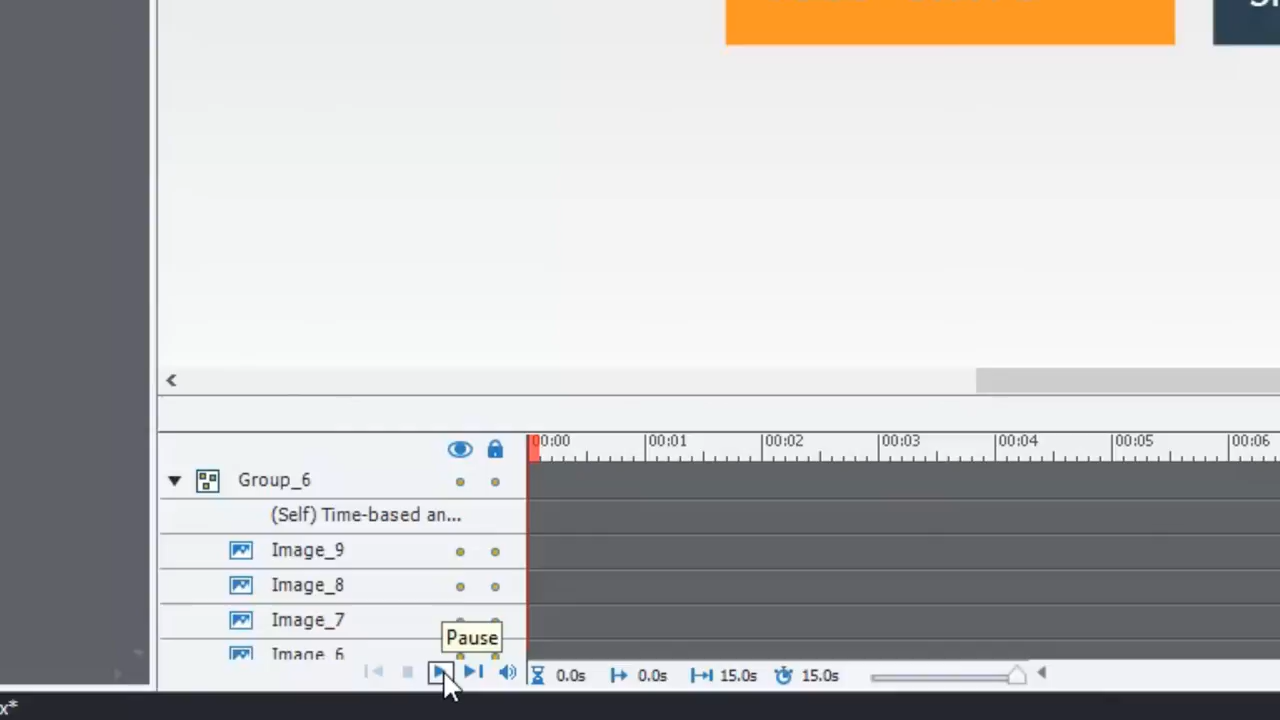 00:00 00:01 00:02 00:03 00:04 00:05 00:06
Group_6
(Self) Time-based an...
Image_9
Image_8
Image_7
Pause
Image_6
0.0s 0.0s 15.0s 15.0s
x*